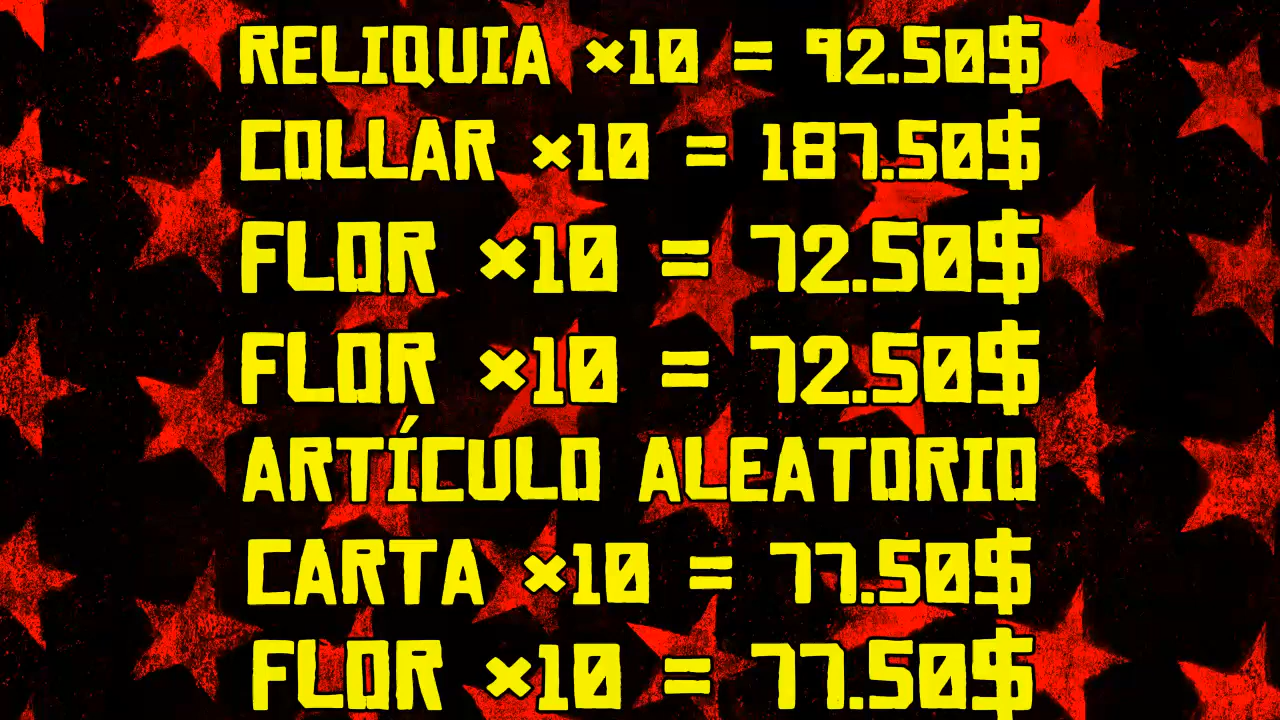 RELIQUIA ×10 = 92.50$
COLLAR ×10 = 187.50$
FLOR ×10 = 72.50$
FLOR ×10 = 72.50$
ARTÍCULO ALEATORIO
CARTA ×10 = 77.50$
FLOR ×10 = 77.50$